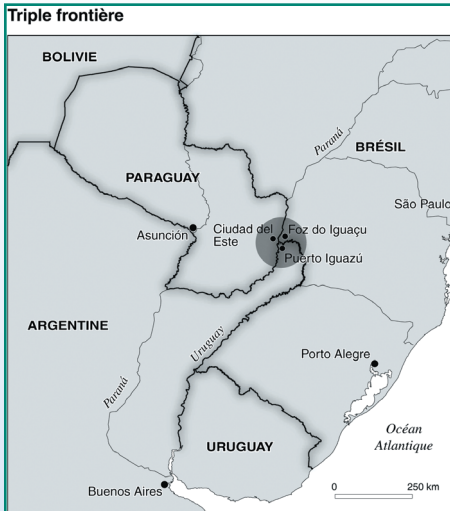 Triple frontière
BOLIVIE
Paraná
BRÉSIL
PARAGUAY
São Paulo
Asunción
Ciudad del
Este
Foz do Iguaçu
Puerto Iguazú
ARGENTINE
Uruguay
Porto Alegre
Paraná
Océan
Atlantique
URUGUAY
Buenos Aires
0
250 km